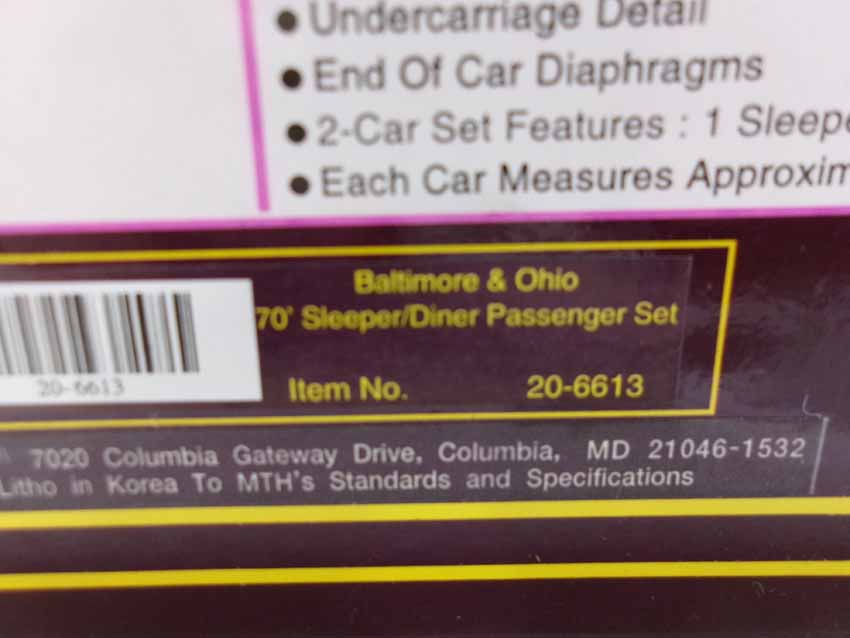 • Undercarriage Detail
• End Of Car Diaphragms
• 2-Car Set Features : 1 Sleepe
• Each Car Measures Approxim
Baltimore & Ohio
70' Sleeper/Diner Passenger Set
20-6613
Item No. 20-6613
7020 Columbia Gateway Drive, Columbia, MD 21046-1532
Litho in Korea To MTH's Standards and Specifications